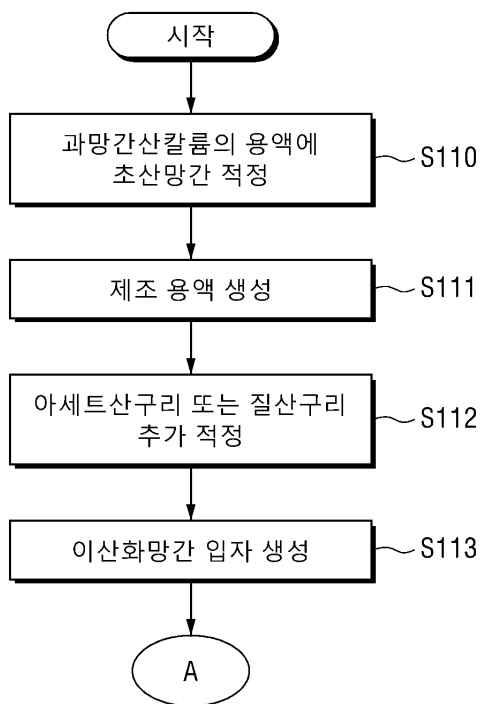 시작
과망간산칼륨의 용액에
초산망간 적정
S110
제조 용액 생성
S111
아세트산구리 또는 질산구리
추가 적정
S112
이산화망간 입자 생성
S113
A